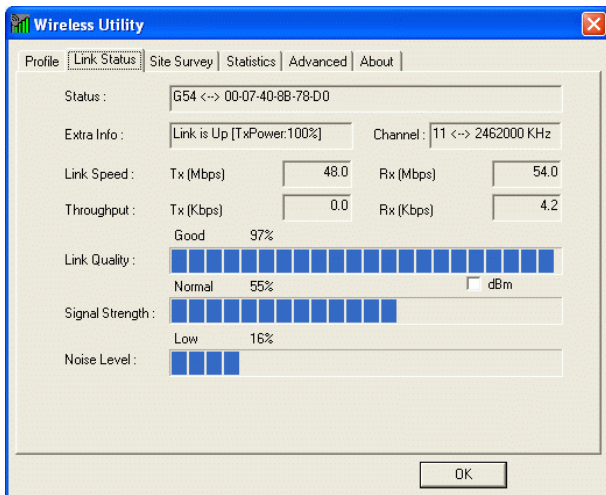 Wireless Utility
Profile Link Status Site Survey Statistics Advanced About
Status : G54 <--> 00-07-40-8B-78-D0
Extra Info : Link is Up [TxPower:100%] Channel : 11 <--> 2462000 KHz
Link Speed : Tx (Mbps) 48.0 Rx (Mbps) 54.0
Throughput : Tx (Kbps) 0.0 Rx (Kbps) 4.2
Good 97%
Link Quality :
Normal 55% dBm
Signal Strength :
Low 16%
Noise Level :
OK